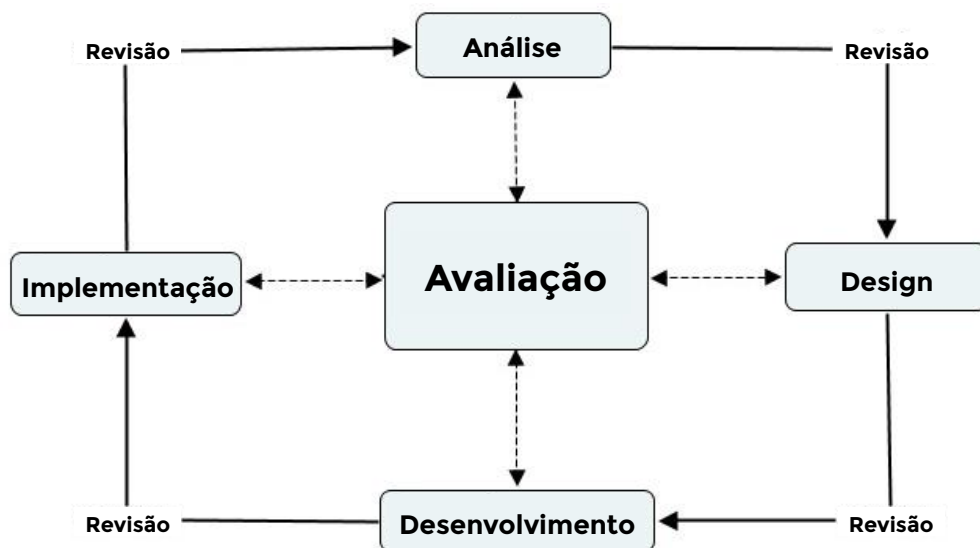 Revisão
Análise
Revisão
Implementação
Avaliação
Design
Revisão
Desenvolvimento
Revisão